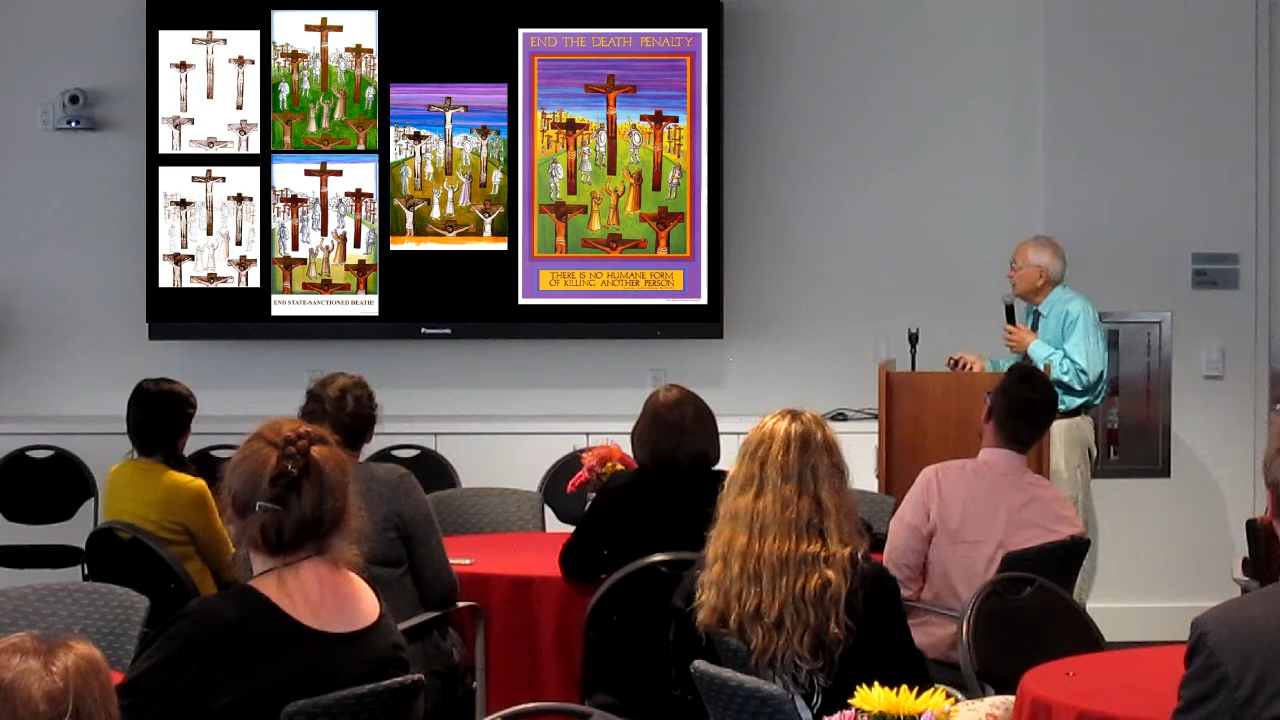 END THE DEATH PENALTY
THERE IS NO HUMANE FORM
OF KILLING ANOTHER PERSON
END STATE-SANCTIONED DEATH!
Panasonic